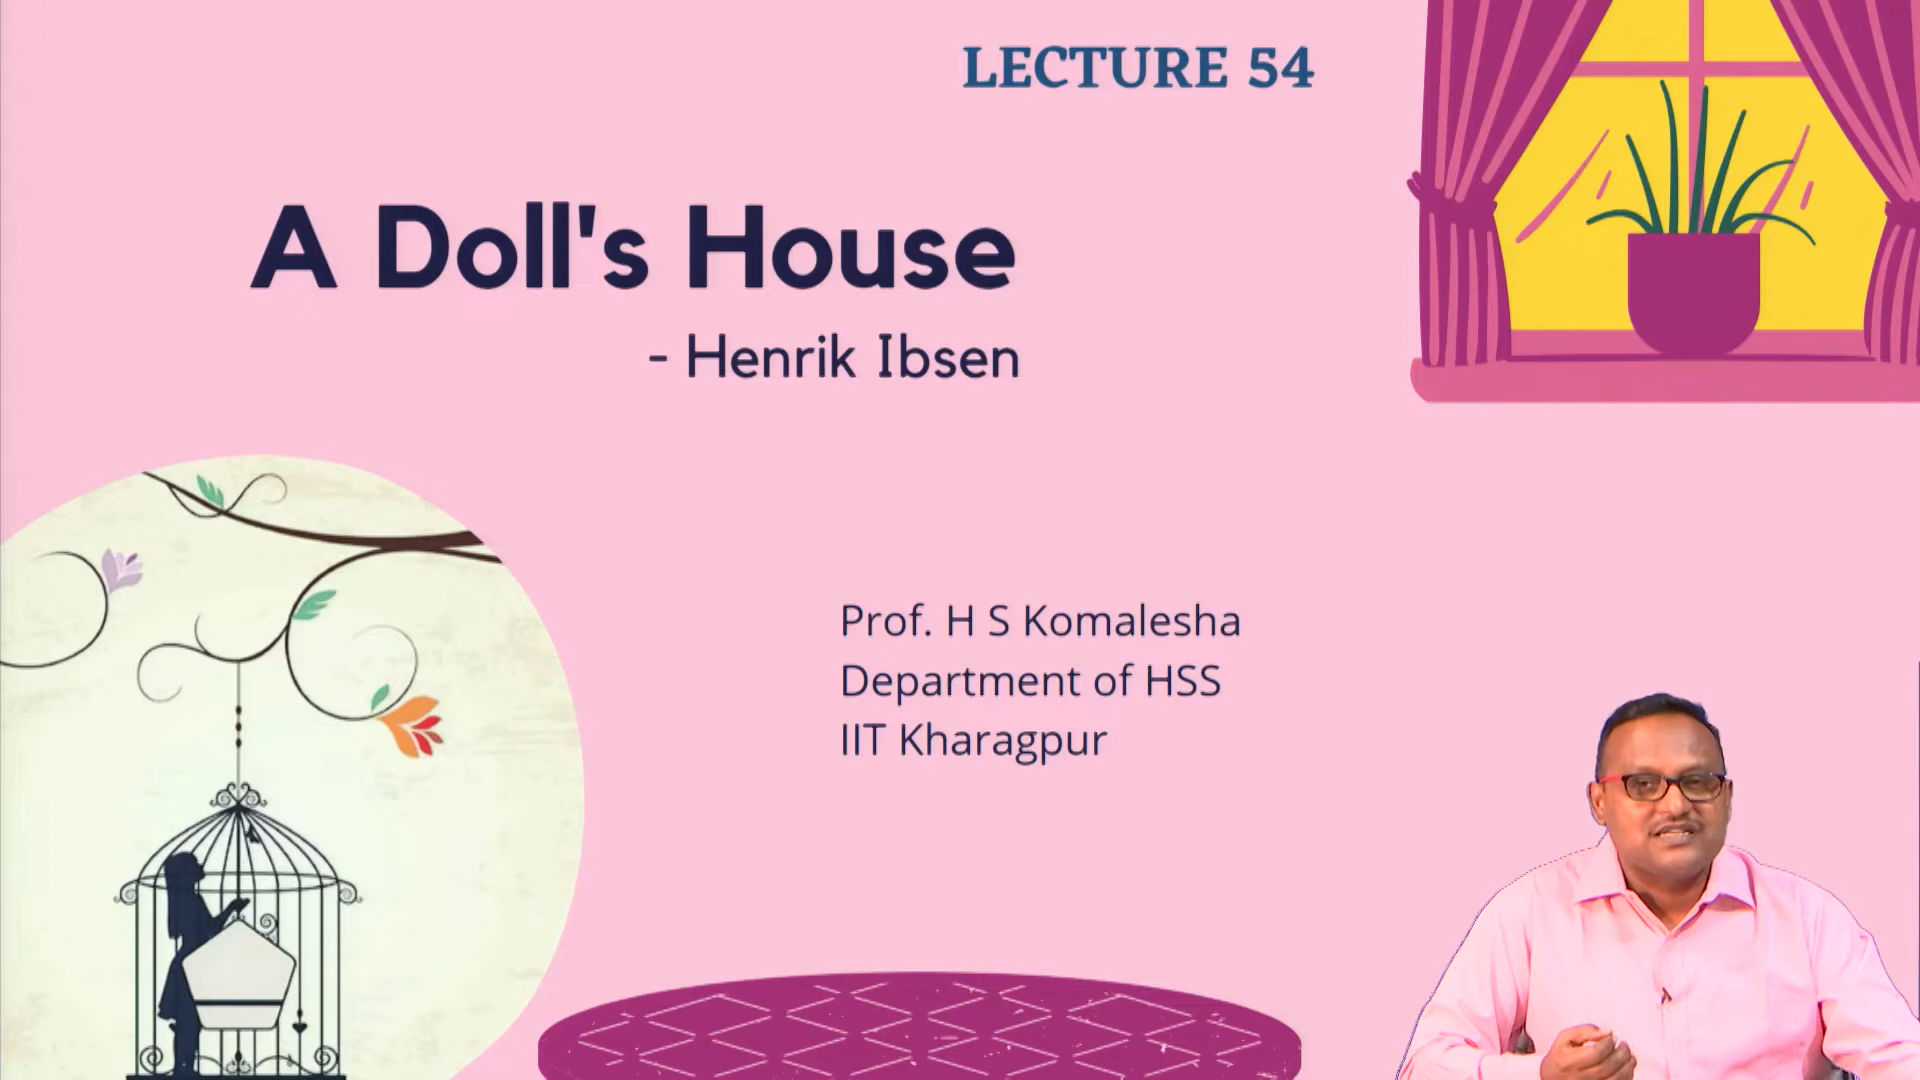 LECTURE 54
A Doll's House
- Henrik Ibsen
Prof. H S Komalesha
Department of HSS
IIT Kharagpur